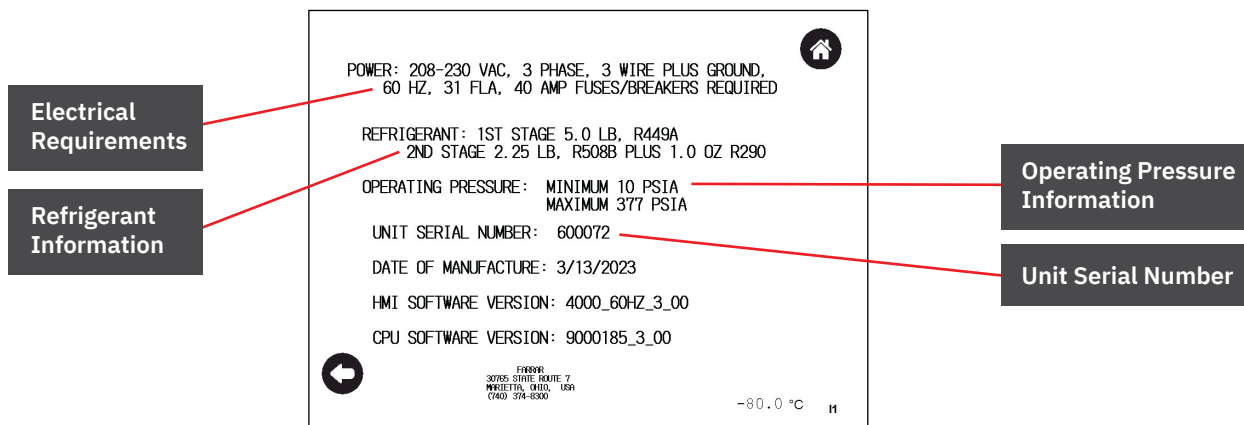 POWER: 208-230 VAC, 3 PHASE, 3 WIRE PLUS GROUND,
60 HZ, 31 FLA, 40 AMP FUSES/BREAKERS REQUIRED
Electrical
Requirements
REFRIGERANT: 1ST STAGE 5.0 LB, R449A
2ND STAGE 2.25 LB, R508B PLUS 1.0 OZ R290
Refrigerant
Information
OPERATING PRESSURE: MINIMUM 10 PSIA
MAXIMUM 377 PSIA
Operating Pressure
Information
UNIT SERIAL NUMBER: 600072
Unit Serial Number
DATE OF MANUFACTURE: 3/13/2023
HMI SOFTWARE VERSION: 4000_60HZ_3_00
CPU SOFTWARE VERSION: 9000185_3_00
FARRAR
30765 STATE ROUTE 7
MARIETTA, OHIO, USA
(740) 374-8300
-80.0 °C I1